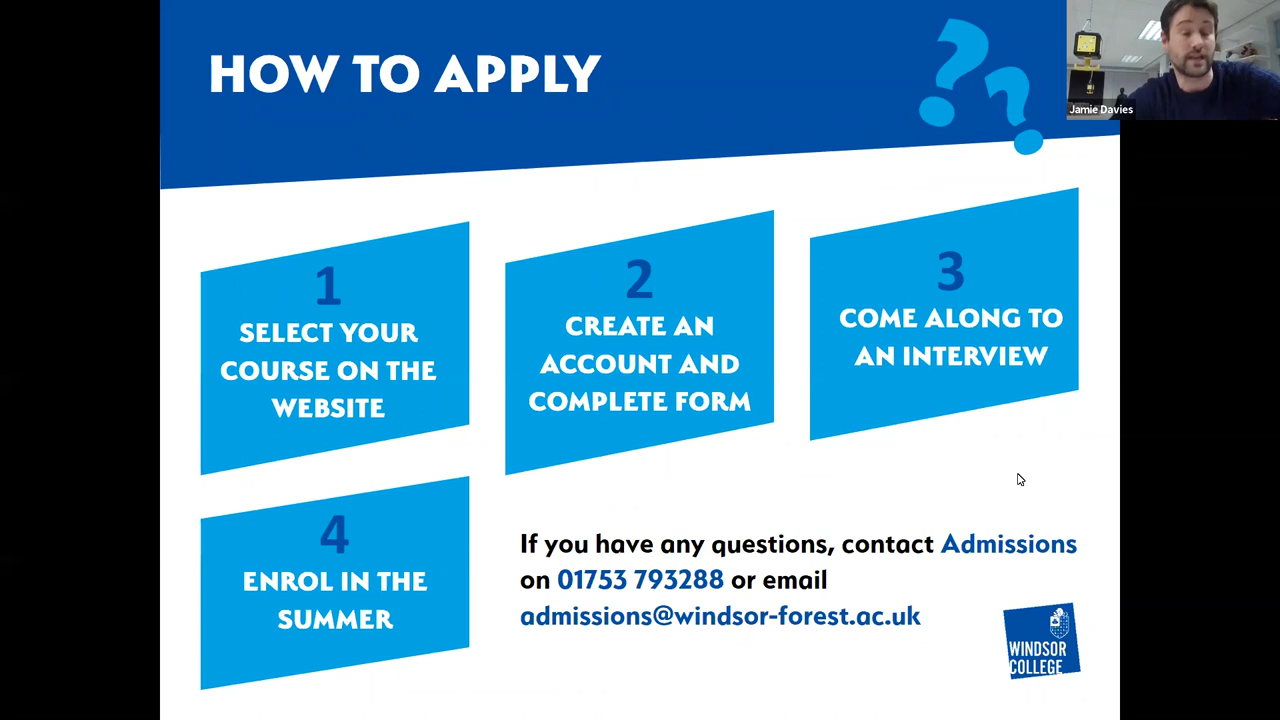 HOW TO APPLY
??
Jamie Davies
1
SELECT YOUR
COURSE ON THE
WEBSITE
2
CREATE AN
ACCOUNT AND
COMPLETE FORM
3
COME ALONG TO
AN INTERVIEW
4
ENROL IN THE
SUMMER
If you have any questions, contact Admissions
on 01753 793288 or email
admissions@windsor-forest.ac.uk
WINDSOR
COLLEGE